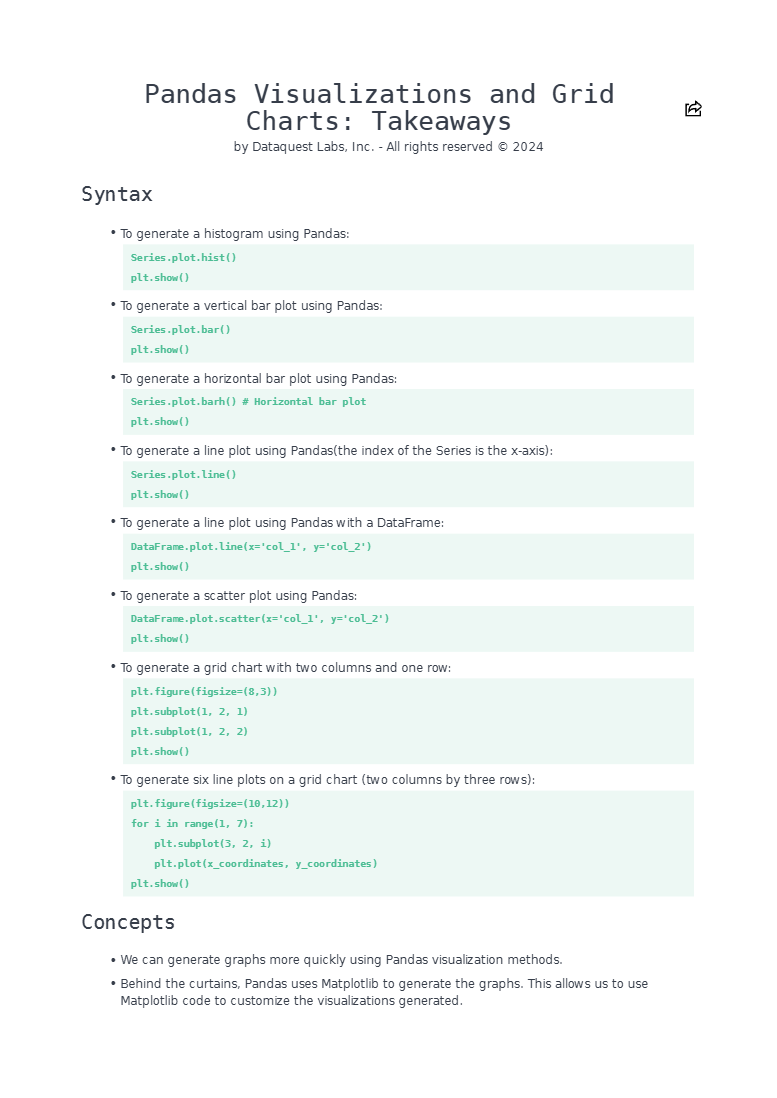 Pandas Visualizations and Grid
Charts: Takeaways
by Dataquest Labs, Inc. - All rights reserved © 2024
Syntax
• To generate a histogram using Pandas:
Series.plot.hist()
plt.show()
• To generate a vertical bar plot using Pandas:
Series.plot.bar()
plt.show()
• To generate a horizontal bar plot using Pandas:
Series.plot.barh() # Horizontal bar plot
plt.show()
• To generate a line plot using Pandas(the index of the Series is the x-axis):
Series.plot.line()
plt.show()
• To generate a line plot using Pandas with a DataFrame:
DataFrame.plot.line(x='col_1', y='col_2')
plt.show()
• To generate a scatter plot using Pandas:
DataFrame.plot.scatter(x='col_1', y='col_2')
plt.show()
• To generate a grid chart with two columns and one row:
plt.figure(figsize=(8,3))
plt.subplot(1, 2, 1)
plt.subplot(1, 2, 2)
plt.show()
• To generate six line plots on a grid chart (two columns by three rows):
plt.figure(figsize=(10,12))
for i in range(1, 7):
    plt.subplot(3, 2, i)
    plt.plot(x_coordinates, y_coordinates)
plt.show()
Concepts
• We can generate graphs more quickly using Pandas visualization methods.
• Behind the curtains, Pandas uses Matplotlib to generate the graphs. This allows us to use
Matplotlib code to customize the visualizations generated.